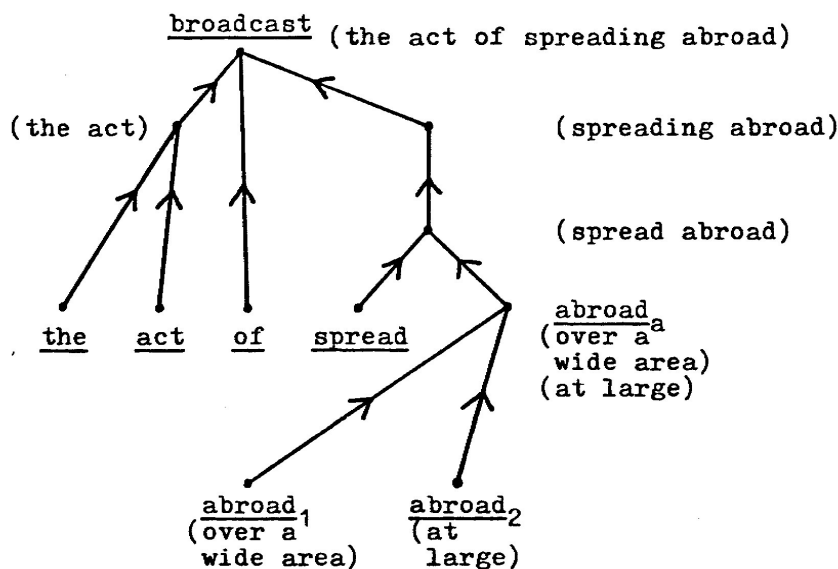 broadcast (the act of spreading abroad)
(the act)
(spreading abroad)
(spread abroad)
the act of spread abroad a
(over a
wide area)
(at large)
abroad 1
(over a
wide area)
abroad 2
(at
large)